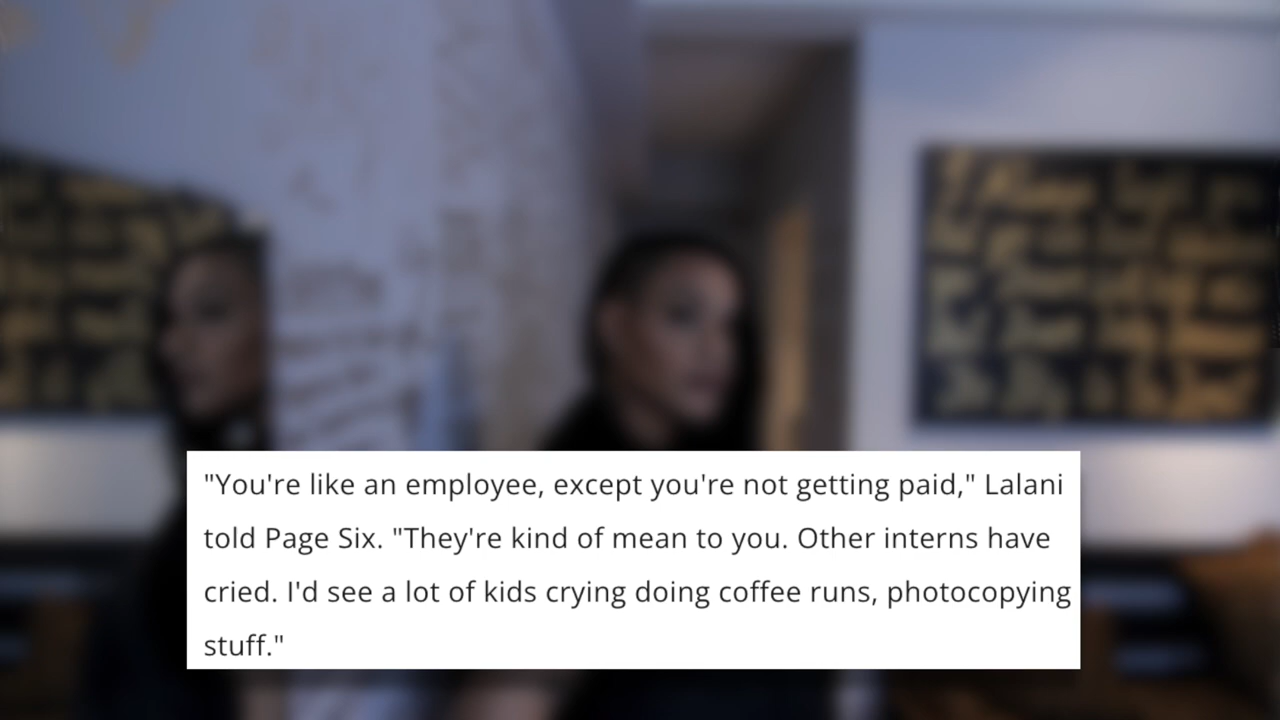 "You're like an employee, except you're not getting paid," Lalani
told Page Six. "They're kind of mean to you. Other interns have
cried. I'd see a lot of kids crying doing coffee runs, photocopying
stuff."